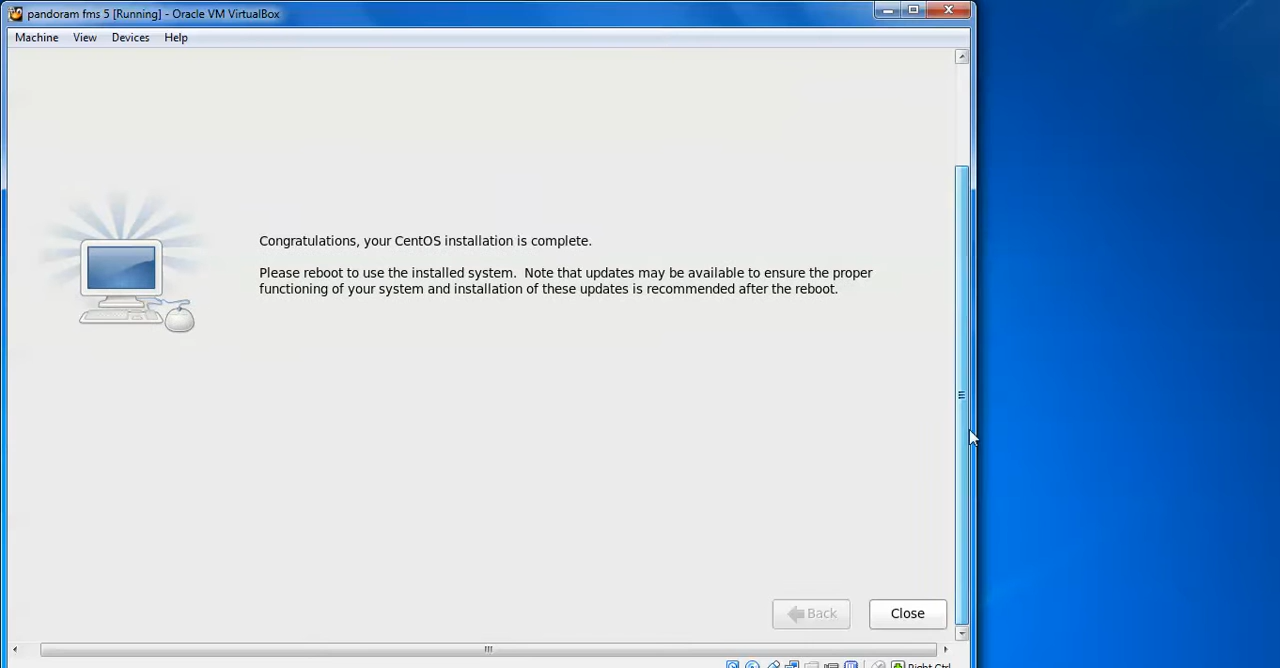 pandoram fms 5 [Running] - Oracle VM VirtualBox
Machine View Devices Help
Congratulations, your CentOS installation is complete.
Please reboot to use the installed system. Note that updates may be available to ensure the proper
functioning of your system and installation of these updates is recommended after the reboot.
Back Close
Right Ctrl